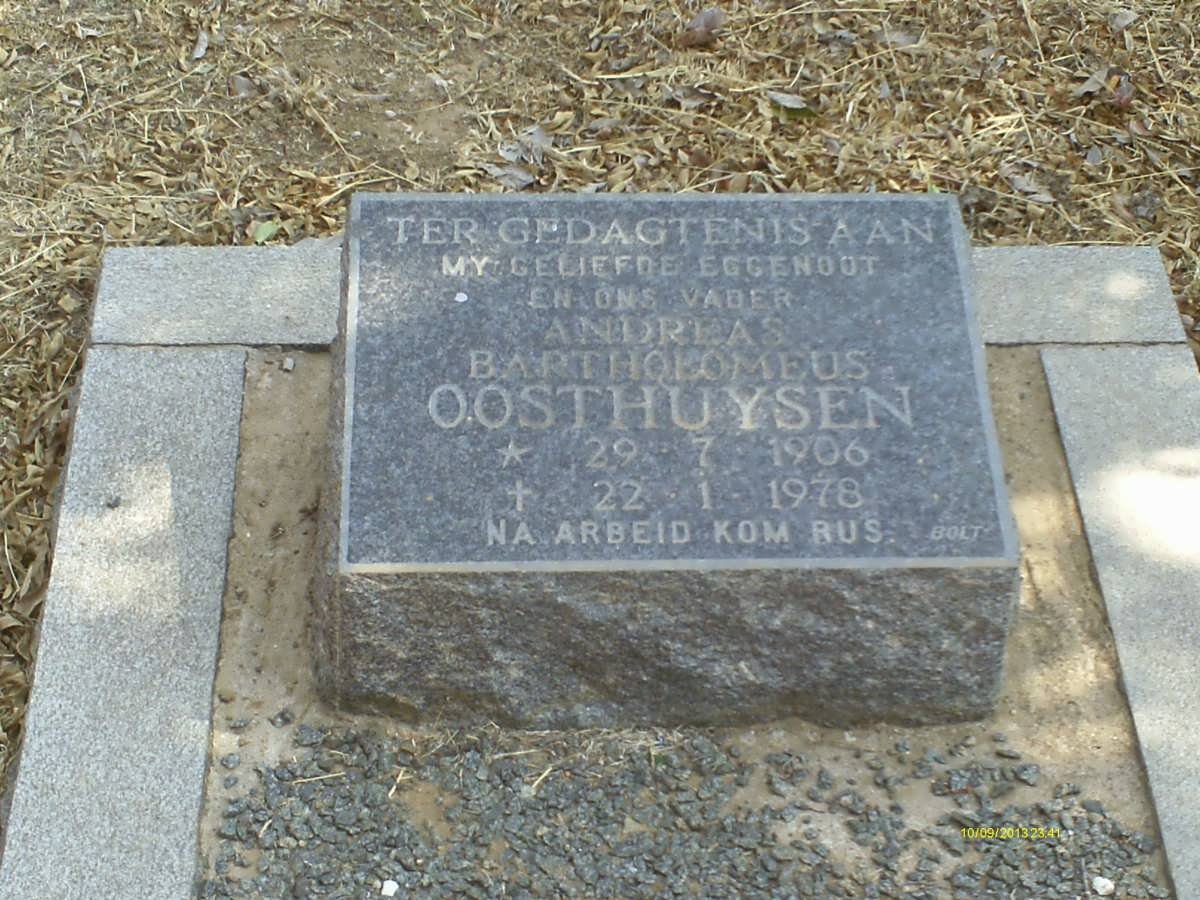 TER GEDAGTENIS AAN
MY GELIEFDE EGGENOOT
EN ONS VADER
ANDREAS
BARTHOLOMEUS
OOSTHUYSEN
★ 29 · 7 · 1906
✝ 22 · 1 · 1978
NA ARBEID KOM RUS.
BOLT
10/09/2013 23:41